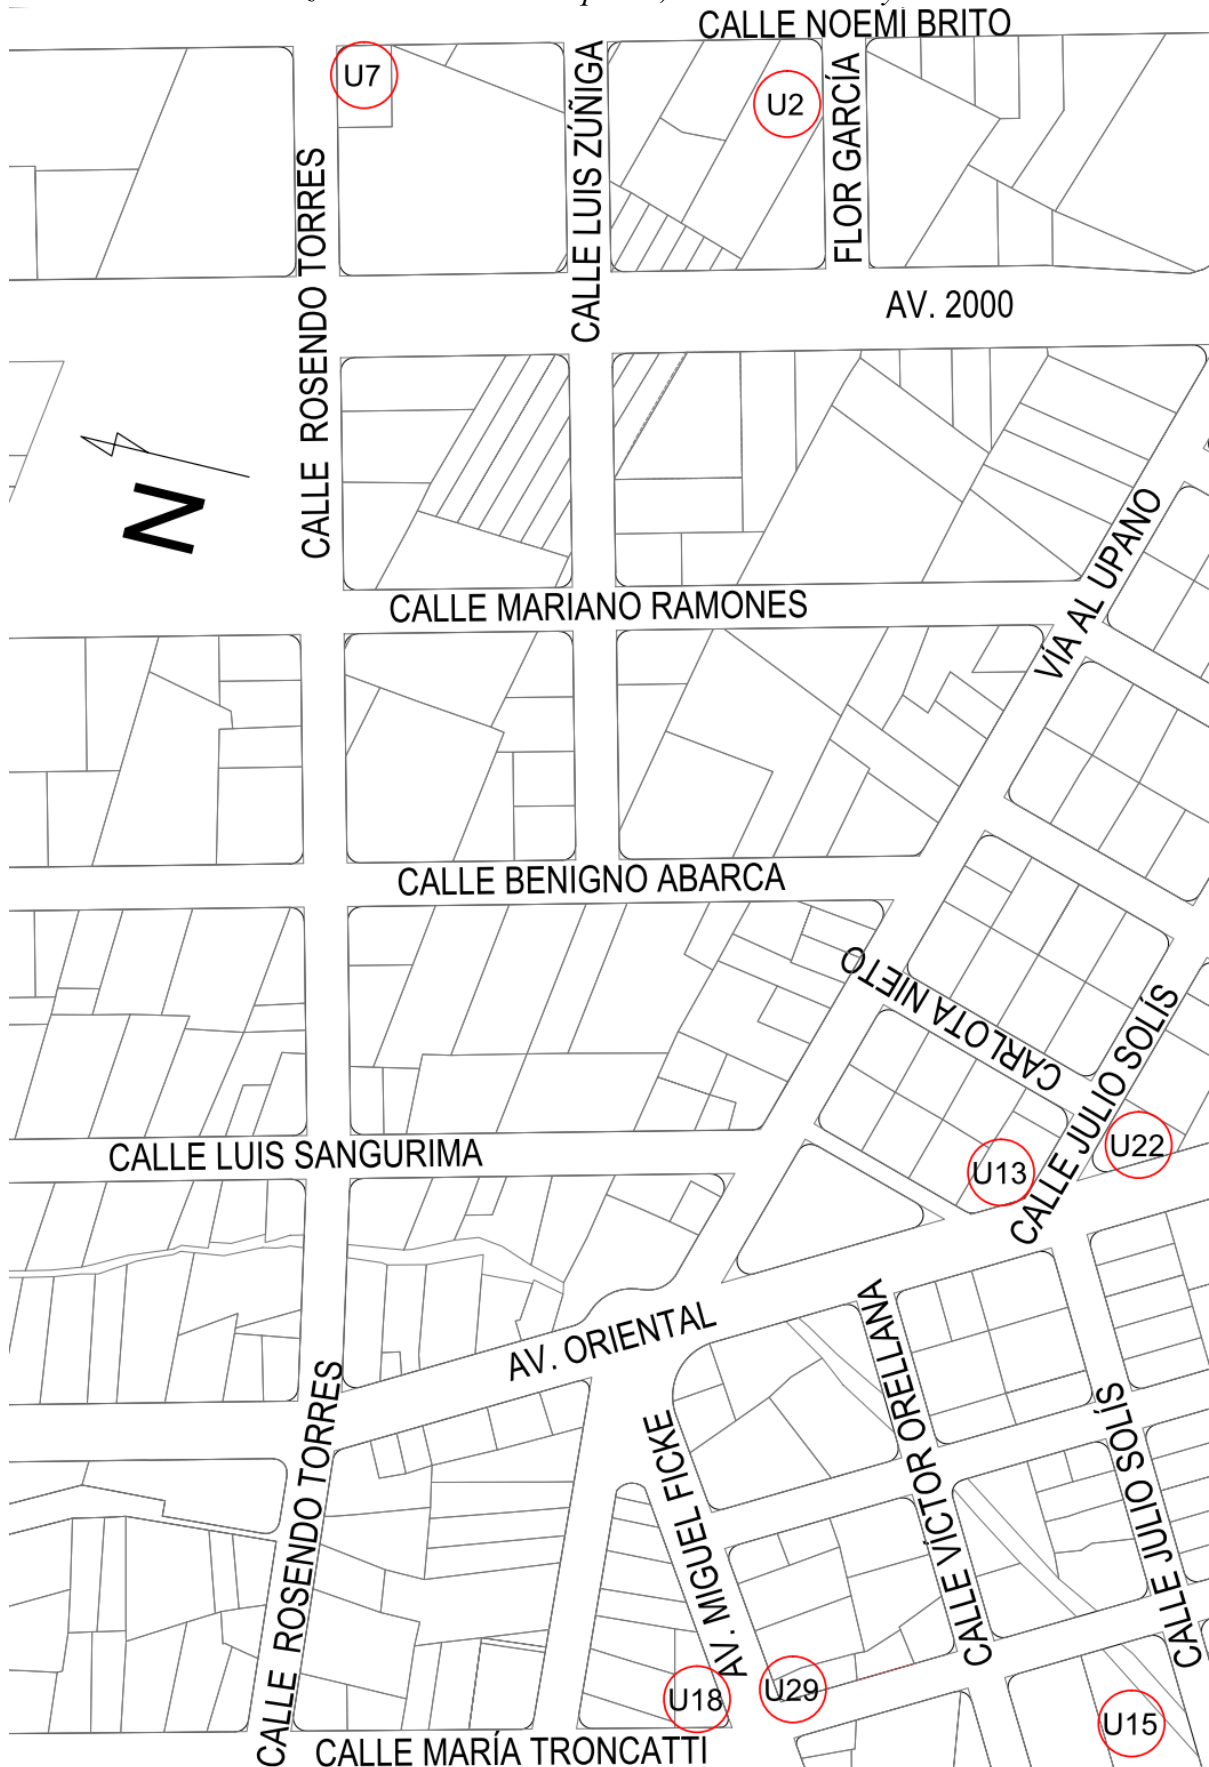 CALLE NOEMI BRITO
U7
U2
CALLE LUIS ZÚÑIGA
FLOR GARCÍA
CALLE ROSENDO TORRES
AV. 2000
N
VÍA AL UPANO
CALLE MARIANO RAMONES
CALLE BENIGNO ABARCA
CARLOTA NIETO
CALLE JULIO SOLÍS
U22
CALLE LUIS SANGURIMA
U13
AV. ORIENTAL
CALLE VÍCTOR ORELLANA
CALLE ROSENDO TORRES
AV. MIGUEL FICKE
CALLE JULIO SOLÍS
U18
U29
U15
CALLE MARÍA TRONCATTI